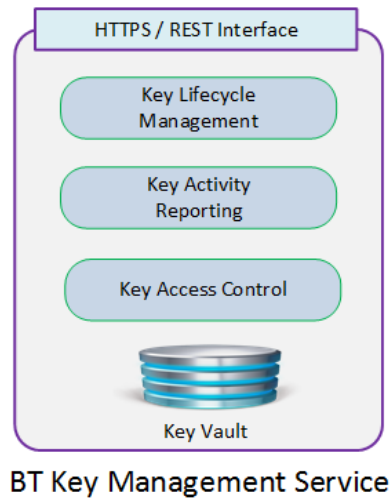 HTTPS / REST Interface
Key Lifecycle
Management
Key Activity
Reporting
Key Access Control
Key Vault
BT Key Management Service